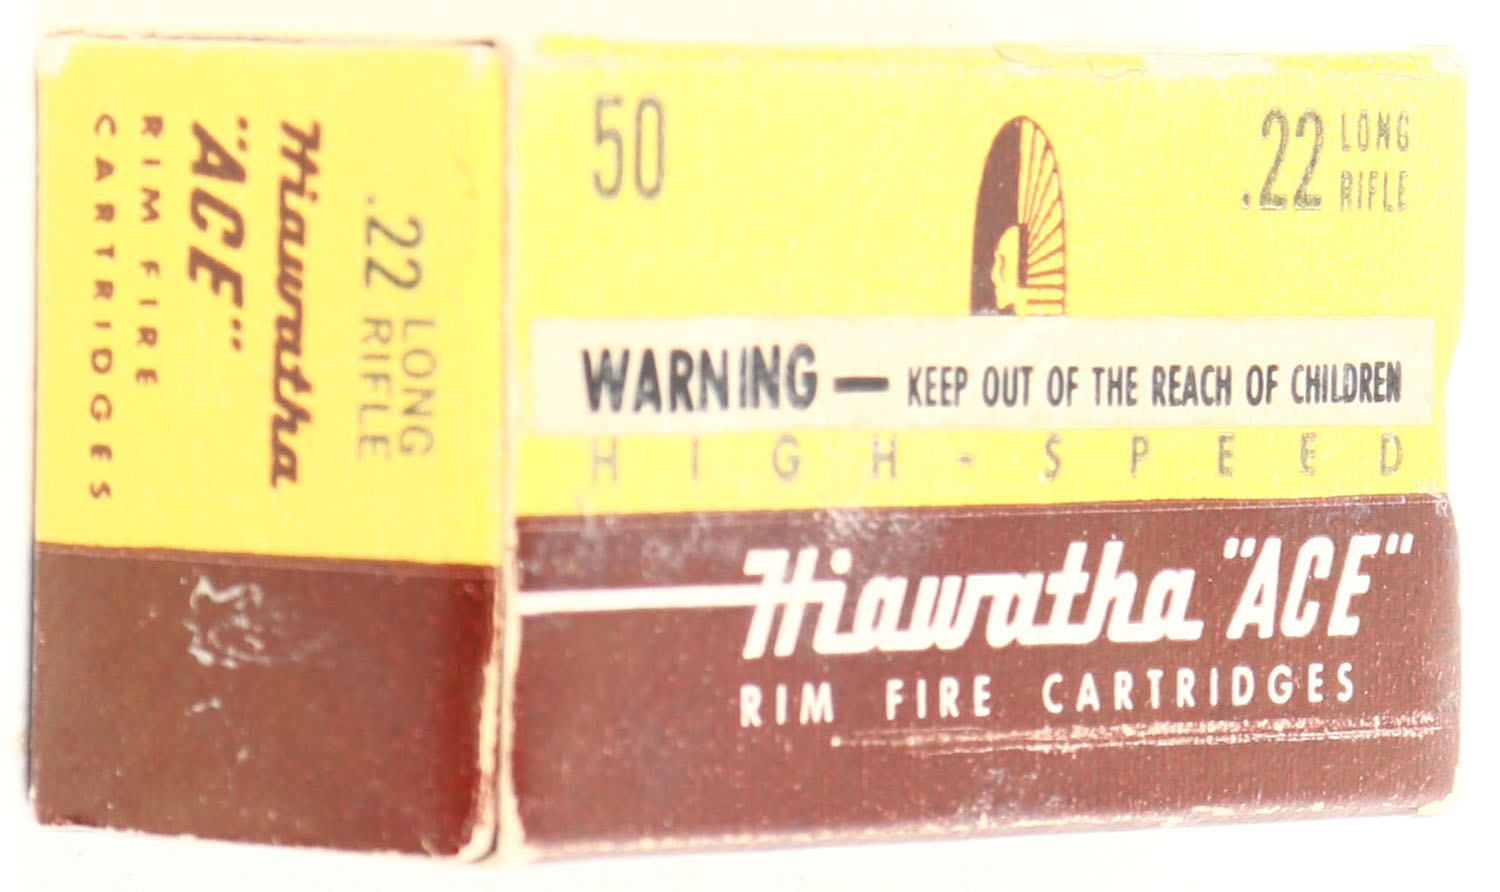 Hiawatha
"ACE"
RIM FIRE
CARTRIDGES
.22 LONG
RIFLE
50
.22 LONG
RIFLE
WARNING — KEEP OUT OF THE REACH OF CHILDREN
HIGH-SPEED
Hiawatha "ACE"
RIM FIRE CARTRIDGES